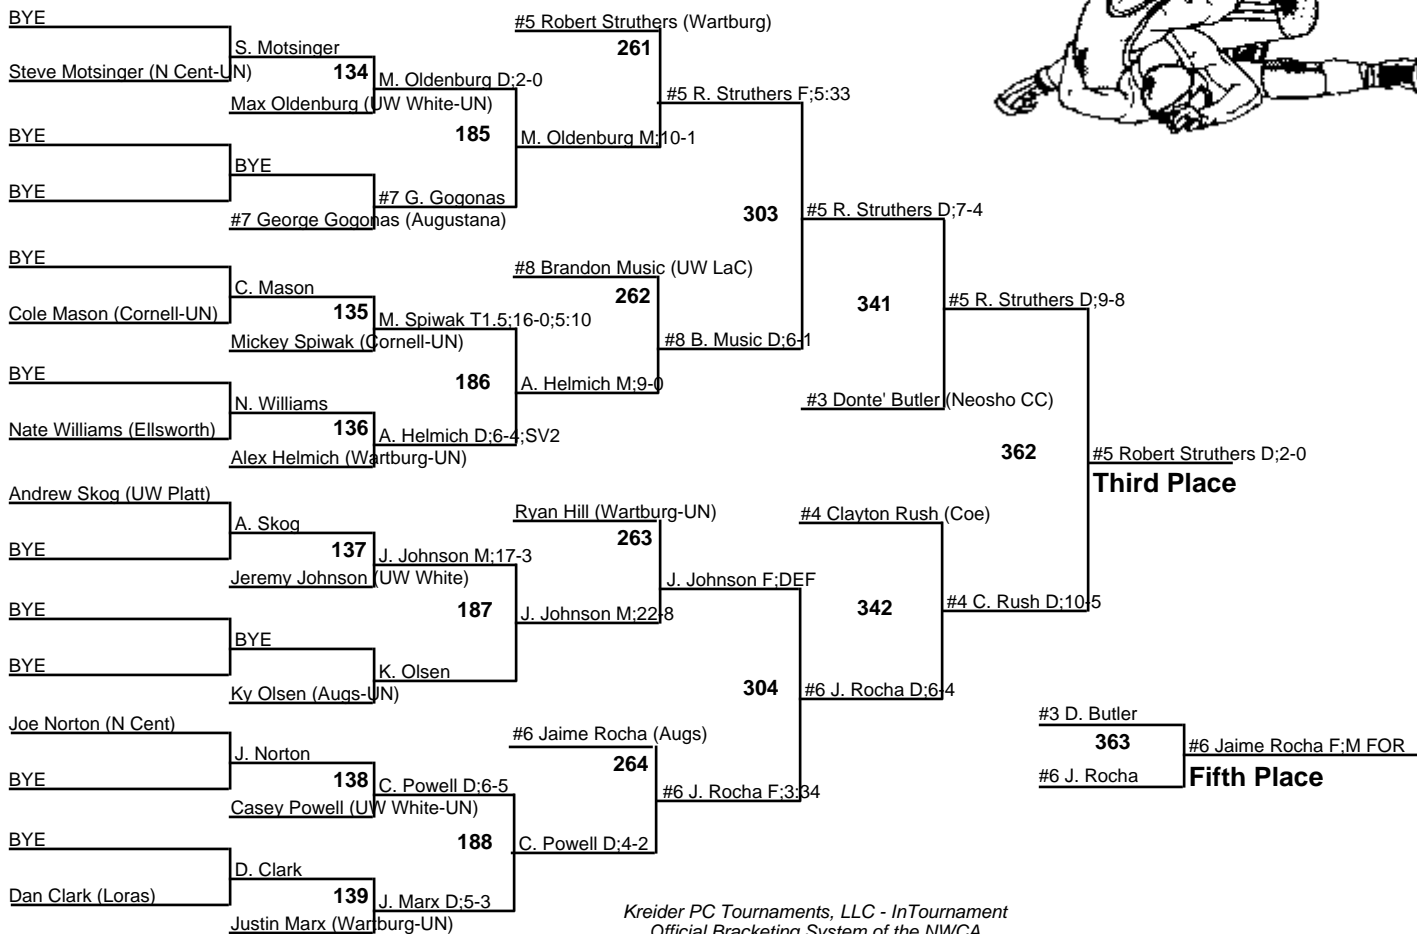 BYE
#5 Robert Struthers (Wartburg)
S. Motsinger
261
Steve Motsinger (N Cent-UN)
134
M. Oldenburg D;2-0
#5 R. Struthers F;5:33
Max Oldenburg (UW White-UN)
BYE
185
M. Oldenburg M;10-1
BYE
BYE
#7 G. Gogonas
303
#5 R. Struthers D;7-4
#7 George Gogonas (Augustana)
BYE
#8 Brandon Music (UW LaC)
C. Mason
262
341
#5 R. Struthers D;9-8
Cole Mason (Cornell-UN)
135
M. Spiwak T1.5;16-0;5:10
Mickey Spiwak (Cornell-UN)
#8 B. Music D;6-1
BYE
186
A. Helmich M;9-0
N. Williams
#3 Donte' Butler (Neosho CC)
Nate Williams (Ellsworth)
136
A. Helmich D;6-4;SV2
362
#5 Robert Struthers D;2-0
Alex Helmich (Wartburg-UN)
Third Place
Andrew Skog (UW Platt)
Ryan Hill (Wartburg-UN)
#4 Clayton Rush (Coe)
A. Skog
263
BYE
137
J. Johnson M;17-3
Jeremy Johnson (UW White)
J. Johnson F;DEF
BYE
187
J. Johnson M;22-8
342
#4 C. Rush D;10-5
BYE
BYE
K. Olsen
304
#6 J. Rocha D;6-4
Ky Olsen (Augs-UN)
Joe Norton (N Cent)
#6 Jaime Rocha (Augs)
#3 D. Butler
J. Norton
264
363
#6 Jaime Rocha F;M FOR
BYE
138
C. Powell D;6-5
#6 J. Rocha F;3:34
#6 J. Rocha
Fifth Place
Casey Powell (UW White-UN)
BYE
188
C. Powell D;4-2
D. Clark
Dan Clark (Loras)
139
J. Marx D;5-3
Justin Marx (Wartburg-UN)
Kreider PC Tournaments, LLC - InTournament
Official Bracketing System of the NWCA